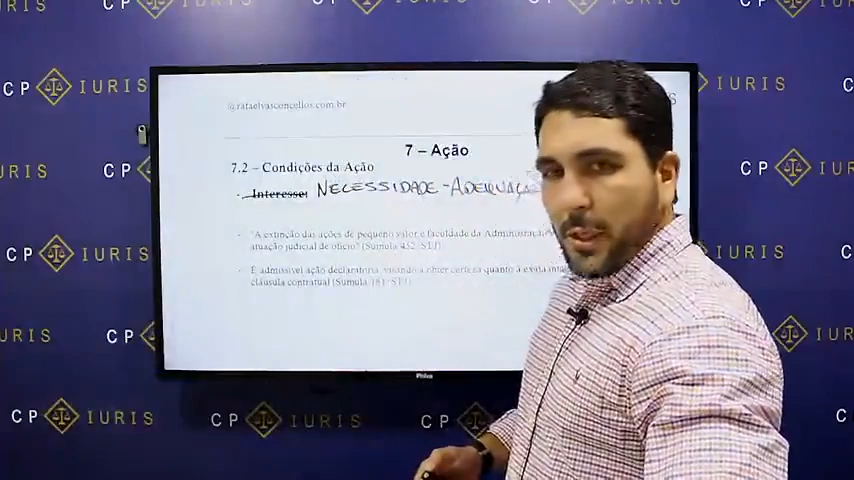 CP IURIS
@rafaelvasconcellos.com.br
7 – Ação
7.2 – Condições da Ação
- Interesse: NECESSIDADE - ADEQUAÇÃO
- "A extinção das ações de pequeno valor é faculdade da Administração
atuação judicial de ofício" (Súmula 452, STJ)
- É admissível ação declaratória, visando a obter certeza quanto à exata
cláusula contratual (Súmula 181, STJ)
Philco